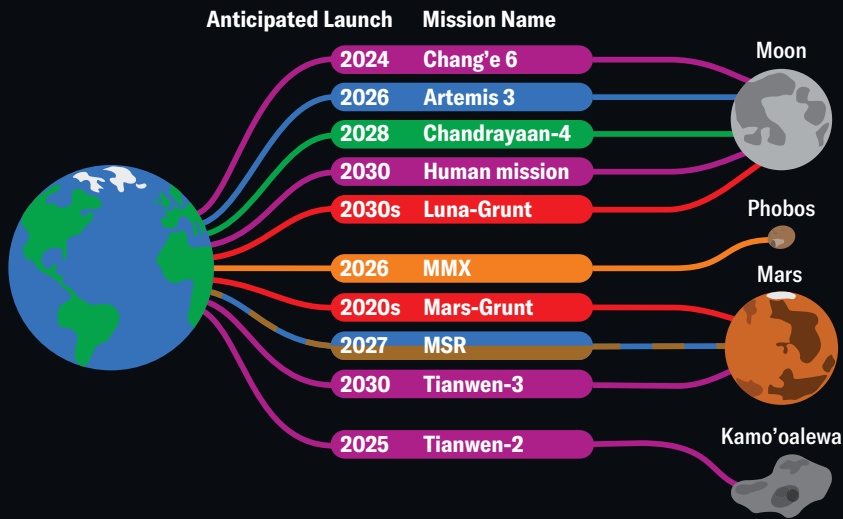 Anticipated Launch Mission Name
2024 Chang’e 6
2026 Artemis 3
2028 Chandrayaan-4
2030 Human mission
2030s Luna-Grunt
2026 MMX
2020s Mars-Grunt
2027 MSR
2030 Tianwen-3
2025 Tianwen-2
Moon
Phobos
Mars
Kamo’oalewa